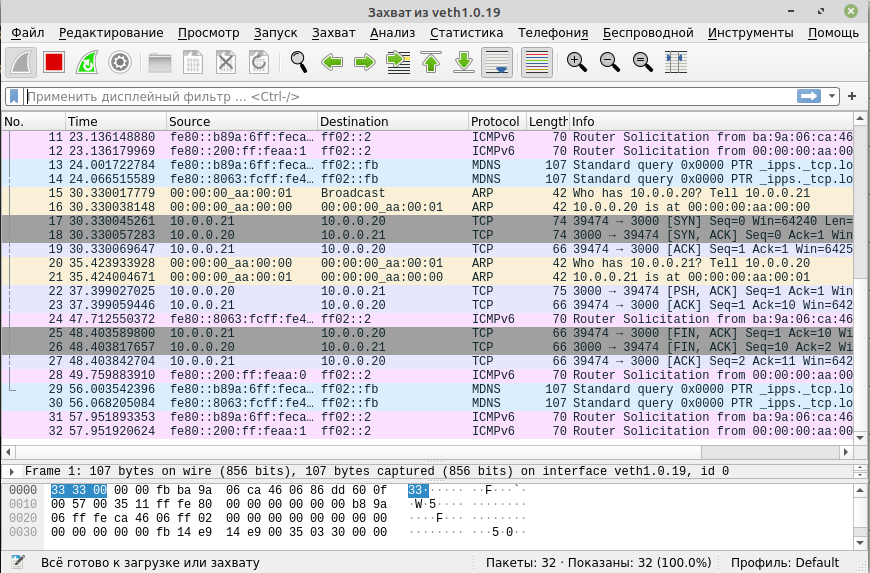 Захват из veth1.0.19
Файл Редактирование Просмотр Запуск Захват Анализ Статистика Телефония Беспроводной Инструменты Помощь
Применить дисплейный фильтр … <Ctrl-/>
No. Time Source Destination Protocol Length Info
11 23.136148880 fe80::b89a:6ff:feca… ff02::2 ICMPv6 70 Router Solicitation from ba:9a:06:ca:46
12 23.136179969 fe80::200:ff:feaa:1 ff02::2 ICMPv6 70 Router Solicitation from 00:00:00:aa:00
13 24.001722784 fe80::b89a:6ff:feca… ff02::fb MDNS 107 Standard query 0x0000 PTR _ipps._tcp.lo
14 24.066515589 fe80::8063:fcff:fe4… ff02::fb MDNS 107 Standard query 0x0000 PTR _ipps._tcp.lo
15 30.330017779 00:00:00_aa:00:01 Broadcast ARP 42 Who has 10.0.0.20? Tell 10.0.0.21
16 30.330038148 00:00:00_aa:00:00 00:00:00_aa:00:01 ARP 42 10.0.0.20 is at 00:00:00:aa:00:00
17 30.330045261 10.0.0.21 10.0.0.20 TCP 74 39474 → 3000 [SYN] Seq=0 Win=64240 Len=
18 30.330057283 10.0.0.20 10.0.0.21 TCP 74 3000 → 39474 [SYN, ACK] Seq=0 Ack=1 Win
19 30.330069647 10.0.0.21 10.0.0.20 TCP 66 39474 → 3000 [ACK] Seq=1 Ack=1 Win=6425
20 35.423933928 00:00:00_aa:00:00 00:00:00_aa:00:01 ARP 42 Who has 10.0.0.21? Tell 10.0.0.20
21 35.424004671 00:00:00_aa:00:01 00:00:00_aa:00:00 ARP 42 10.0.0.21 is at 00:00:00:aa:00:01
22 37.399027025 10.0.0.20 10.0.0.21 TCP 75 3000 → 39474 [PSH, ACK] Seq=1 Ack=1 Win
23 37.399059446 10.0.0.21 10.0.0.20 TCP 66 39474 → 3000 [ACK] Seq=1 Ack=10 Win=642
24 47.712550372 fe80::8063:fcff:fe4… ff02::2 ICMPv6 70 Router Solicitation from 00:00:00:aa:00
25 48.403589800 10.0.0.21 10.0.0.20 TCP 66 39474 → 3000 [FIN, ACK] Seq=1 Ack=10 Wi
26 48.403817657 10.0.0.20 10.0.0.21 TCP 66 3000 → 39474 [FIN, ACK] Seq=10 Ack=2 Wi
27 48.403842704 10.0.0.21 10.0.0.20 TCP 66 39474 → 3000 [ACK] Seq=2 Ack=11 Win=642
28 49.759883910 fe80::200:ff:feaa:0 ff02::2 ICMPv6 70 Router Solicitation from 00:00:00:aa:00
29 56.003542396 fe80::b89a:6ff:feca… ff02::fb MDNS 107 Standard query 0x0000 PTR _ipps._tcp.lo
30 56.068205084 fe80::8063:fcff:fe4… ff02::fb MDNS 107 Standard query 0x0000 PTR _ipps._tcp.lo
31 57.951893353 fe80::b89a:6ff:feca… ff02::2 ICMPv6 70 Router Solicitation from ba:9a:06:ca:46
32 57.951920624 fe80::200:ff:feaa:1 ff02::2 ICMPv6 70 Router Solicitation from 00:00:00:aa:00
Frame 1: 107 bytes on wire (856 bits), 107 bytes captured (856 bits) on interface veth1.0.19, id 0
0000 33 33 00 00 00 fb ba 9a 06 ca 46 06 86 dd 60 0f 33······ ··F···`·
0010 00 57 00 35 11 ff fe 80 00 00 00 00 00 00 b8 9a ·W·5···· ········
0020 06 ff fe ca 46 06 ff 02 00 00 00 00 00 00 00 00 ····F··· ········
0030 00 00 00 00 00 fb 14 e9 14 e9 00 35 03 30 00 00 ········ ···5·0··
Всё готово к загрузке или захвату Пакеты: 32 · Показаны: 32 (100.0%) Профиль: Default